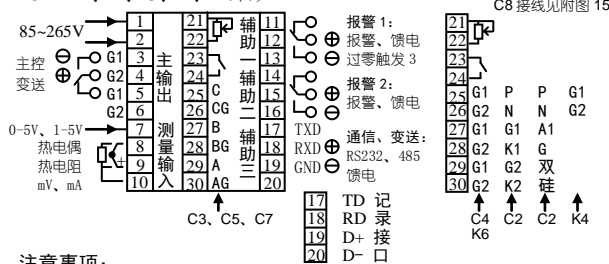 C8 接线见附图 15
85~265V 1 21 辅 11 报警 1:
2 22 助 12 报警、馈电
主控 G1 3 主 23 一 13 过零触发 3
变送 G2 4 输 24 辅 14 报警 2:
G1 5 出 25 C 助 15 报警、馈电
G2 6 26 CG 二 16
0-5V、1-5V 7 测 27 B 辅 17 TXD 通信、变送:
热电偶 8 量 28 BG 助 18 RXD RS232、485
热电阻 9 输 29 A 三 19 GND 馈电
mV、mA 10 入 30 AG 20
C3、C5、C7
17 TD 记
18 RD 录
19 D+ 接
20 D- 口
21
22
23
24
25 G1 P P G1
26 G2 N N G2
27 G1 G1 A1
28 G2 K1 G
29 G1 G2 双
30 G2 K2 硅
C4 C2 C2 K4
K6
注意事项: